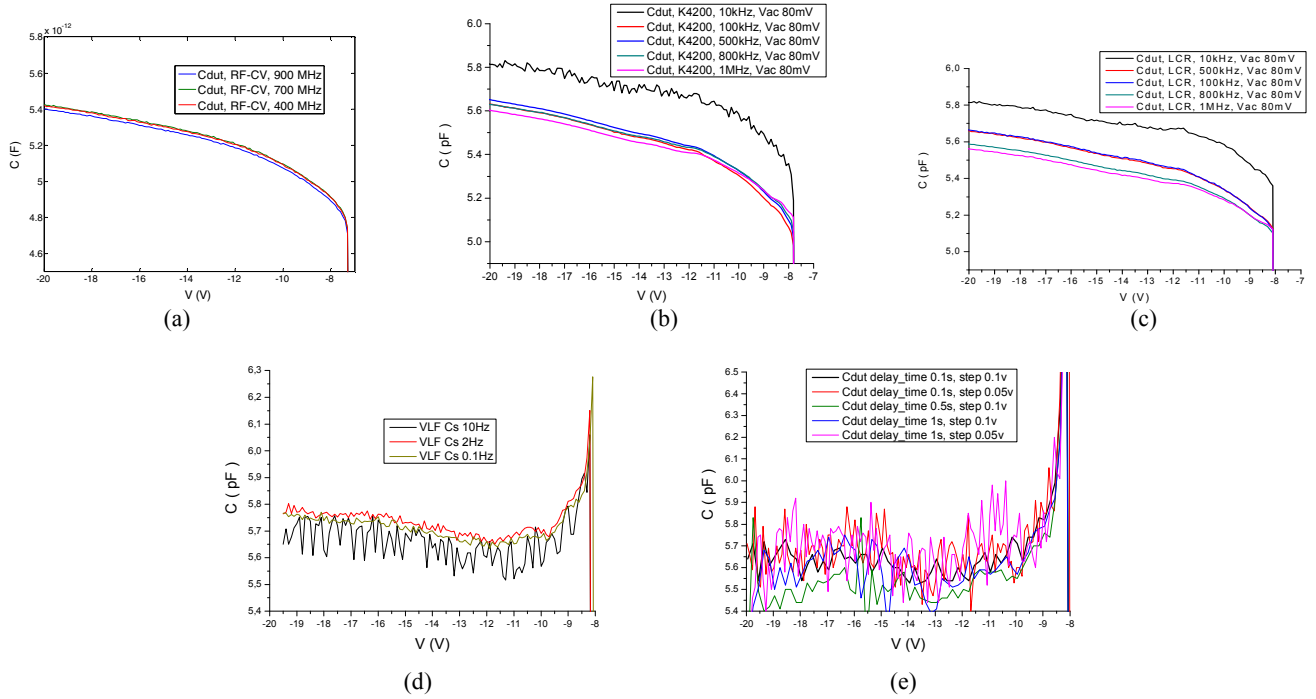 x 10^-12
5.8
5.6
5.4
5.2
5
4.8
4.6
C (F)
Cdut, RF-CV, 900 MHz
Cdut, RF-CV, 700 MHz
Cdut, RF-CV, 400 MHz
-20 -18 -16 -14 -12 -10 -8
V (V)
(a)
6.0
5.8
5.6
5.4
5.2
5.0
C ( pF )
Cdut, K4200, 10kHz, Vac 80mV
Cdut, K4200, 100kHz, Vac 80mV
Cdut, K4200, 500kHz, Vac 80mV
Cdut, K4200, 800kHz, Vac 80mV
Cdut, K4200, 1MHz, Vac 80mV
-20 -19 -18 -17 -16 -15 -14 -13 -12 -11 -10 -9 -8 -7
V (V)
(b)
6.0
5.8
5.6
5.4
5.2
5.0
C ( pF )
Cdut, LCR, 10kHz, Vac 80mV
Cdut, LCR, 500kHz, Vac 80mV
Cdut, LCR, 100kHz, Vac 80mV
Cdut, LCR, 800kHz, Vac 80mV
Cdut, LCR, 1MHz, Vac 80mV
-20 -19 -18 -17 -16 -15 -14 -13 -12 -11 -10 -9 -8 -7
V (V)
(c)
6.3
6.2
6.1
6.0
5.9
5.8
5.7
5.6
5.5
5.4
C ( pF )
VLF Cs 10Hz
VLF Cs 2Hz
VLF Cs 0.1Hz
-20 -19 -18 -17 -16 -15 -14 -13 -12 -11 -10 -9 -8
V (V)
(d)
6.5
6.4
6.3
6.2
6.1
6.0
5.9
5.8
5.7
5.6
5.5
5.4
C ( pF )
Cdut delay_time 0.1s, step 0.1v
Cdut delay_time 0.1s, step 0.05v
Cdut delay_time 0.5s, step 0.1v
Cdut delay_time 1s, step 0.1v
Cdut delay_time 1s, step 0.05v
-20 -19 -18 -17 -16 -15 -14 -13 -12 -11 -10 -9 -8
V (V)
(e)